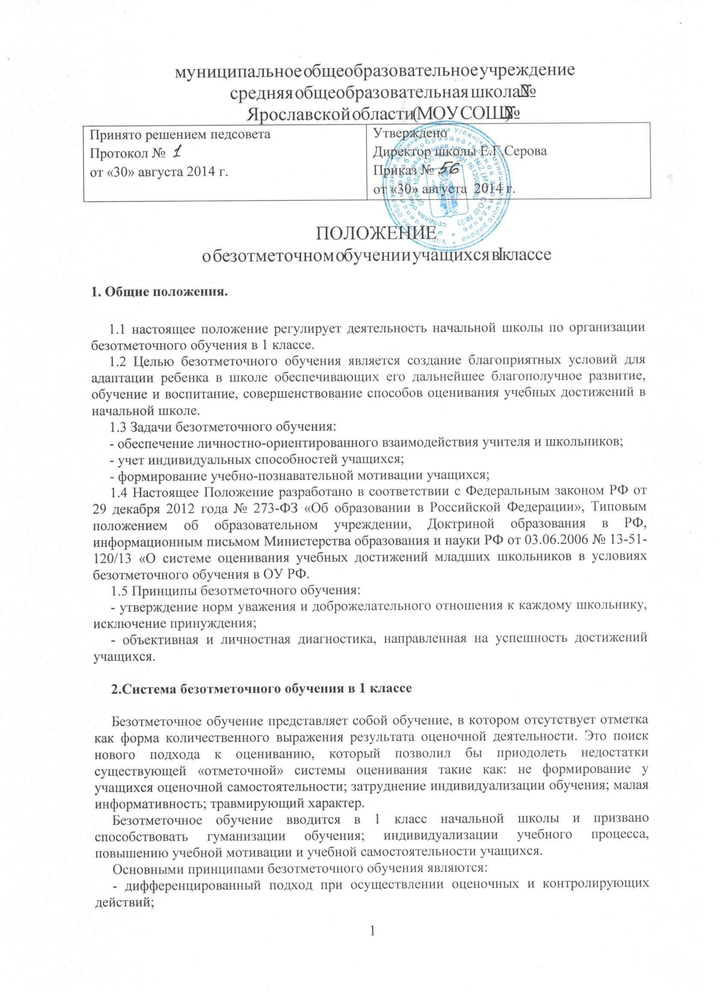 муниципальное общеобразовательное учреждение
средняя общеобразовательная школа №2
Ярославской области (МОУ СОШ №2)
Принято решением педсовета
Протокол № 1
от «30» августа 2014 г.
Утверждено
Директор школы Е.Г.Серова
Приказ № 56
от «30» августа 2014 г.
ПОЛОЖЕНИЕ
о безотметочном обучении учащихся в 1 классе
1. Общие положения.
1.1 настоящее положение регулирует деятельность начальной школы по организации
безотметочного обучения в 1 классе.
1.2 Целью безотметочного обучения является создание благоприятных условий для
адаптации ребенка в школе обеспечивающих его дальнейшее благополучное развитие,
обучение и воспитание, совершенствование способов оценивания учебных достижений в
начальной школе.
1.3 Задачи безотметочного обучения:
- обеспечение личностно-ориентированного взаимодействия учителя и школьников;
- учет индивидуальных способностей учащихся;
- формирование учебно-познавательной мотивации учащихся;
1.4 Настоящее Положение разработано в соответствии с Федеральным законом РФ от
29 декабря 2012 года № 273-ФЗ «Об образовании в Российской Федерации», Типовым
положением об образовательном учреждении, Доктриной образования в РФ,
информационным письмом Министерства образования и науки РФ от 03.06.2006 № 13-51-
120/13 «О системе оценивания учебных достижений младших школьников в условиях
безотметочного обучения в ОУ РФ.
1.5 Принципы безотметочного обучения:
- утверждение норм уважения и доброжелательного отношения к каждому школьнику,
исключение принуждения;
- объективная и личностная диагностика, направленная на успешность достижений
учащихся.
2.Система безотметочного обучения в 1 классе
Безотметочное обучение представляет собой обучение, в котором отсутствует отметка
как форма количественного выражения результата оценочной деятельности. Это поиск
нового подхода к оцениванию, который позволил бы приодолеть недостатки
существующей «отметочной» системы оценивания такие как: не формирование у
учащихся оценочной самостоятельности; затруднение индивидуализации обучения; малая
информативность; травмирующий характер.
Безотметочное обучение вводится в 1 класс начальной школы и призвано
способствовать гуманизации обучения; индивидуализации учебного процесса,
повышению учебной мотивации и учебной самостоятельности учащихся.
Основными принципами безотметочного обучения являются:
- дифференцированный подход при осуществлении оценочных и контролирующих
действий;
1